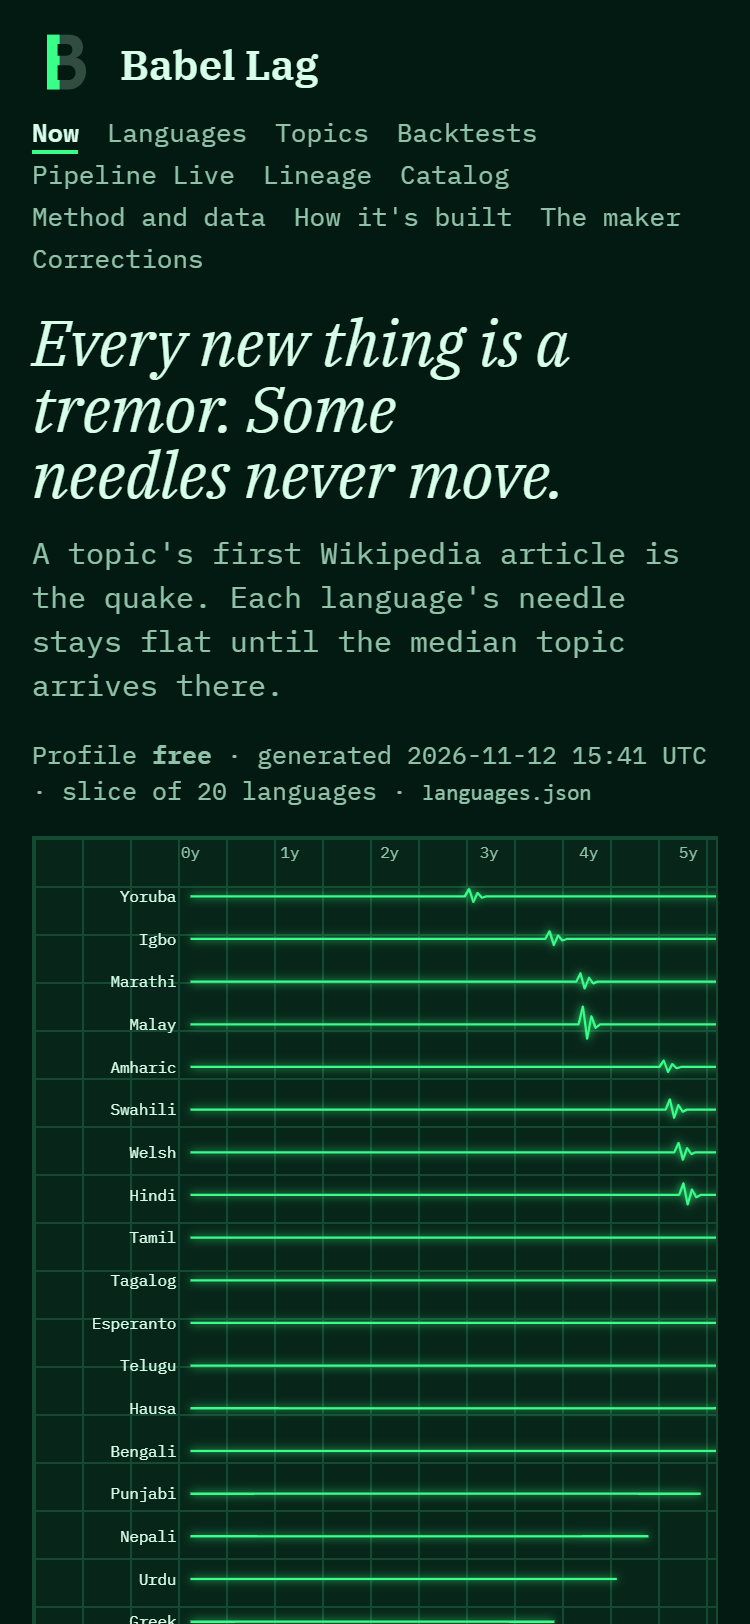 B Babel Lag
Now Languages Topics Backtests
Pipeline Live Lineage Catalog
Method and data How it's built The maker
Corrections
Every new thing is a
tremor. Some
needles never move.
A topic's first Wikipedia article is
the quake. Each language's needle
stays flat until the median topic
arrives there.
Profile free · generated 2026-11-12 15:41 UTC
· slice of 20 languages · languages.json
0y 1y 2y 3y 4y 5y
Yoruba
Igbo
Marathi
Malay
Amharic
Swahili
Welsh
Hindi
Tamil
Tagalog
Esperanto
Telugu
Hausa
Bengali
Punjabi
Nepali
Urdu
Greek